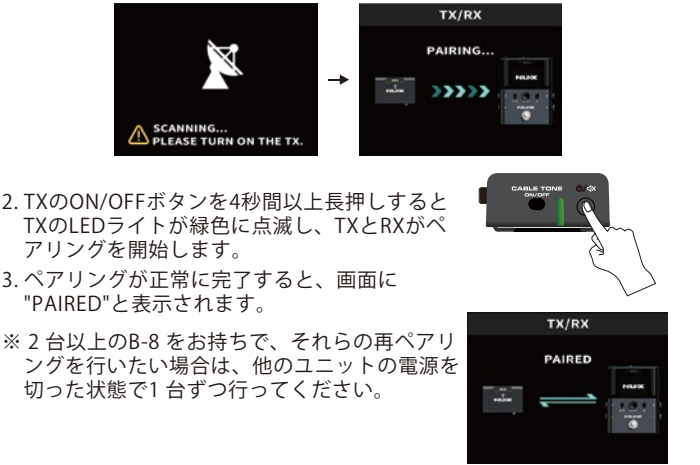 TX/RX
PAIRING...
NUX
NUX
SCANNING...
PLEASE TURN ON THE TX.
2. TXのON/OFFボタンを4秒間以上長押しすると
TXのLEDライトが緑色に点滅し、TXとRXがペ
アリングを開始します。
CABLE TONE
ON/OFF
3. ペアリングが正常に完了すると、画面に
"PAIRED"と表示されます。
※ 2 台以上のB-8 をお持ちで、それらの再ペアリ
ングを行いたい場合は、他のユニットの電源を
切った状態で1 台ずつ行ってください。
TX/RX
PAIRED
NUX
NUX